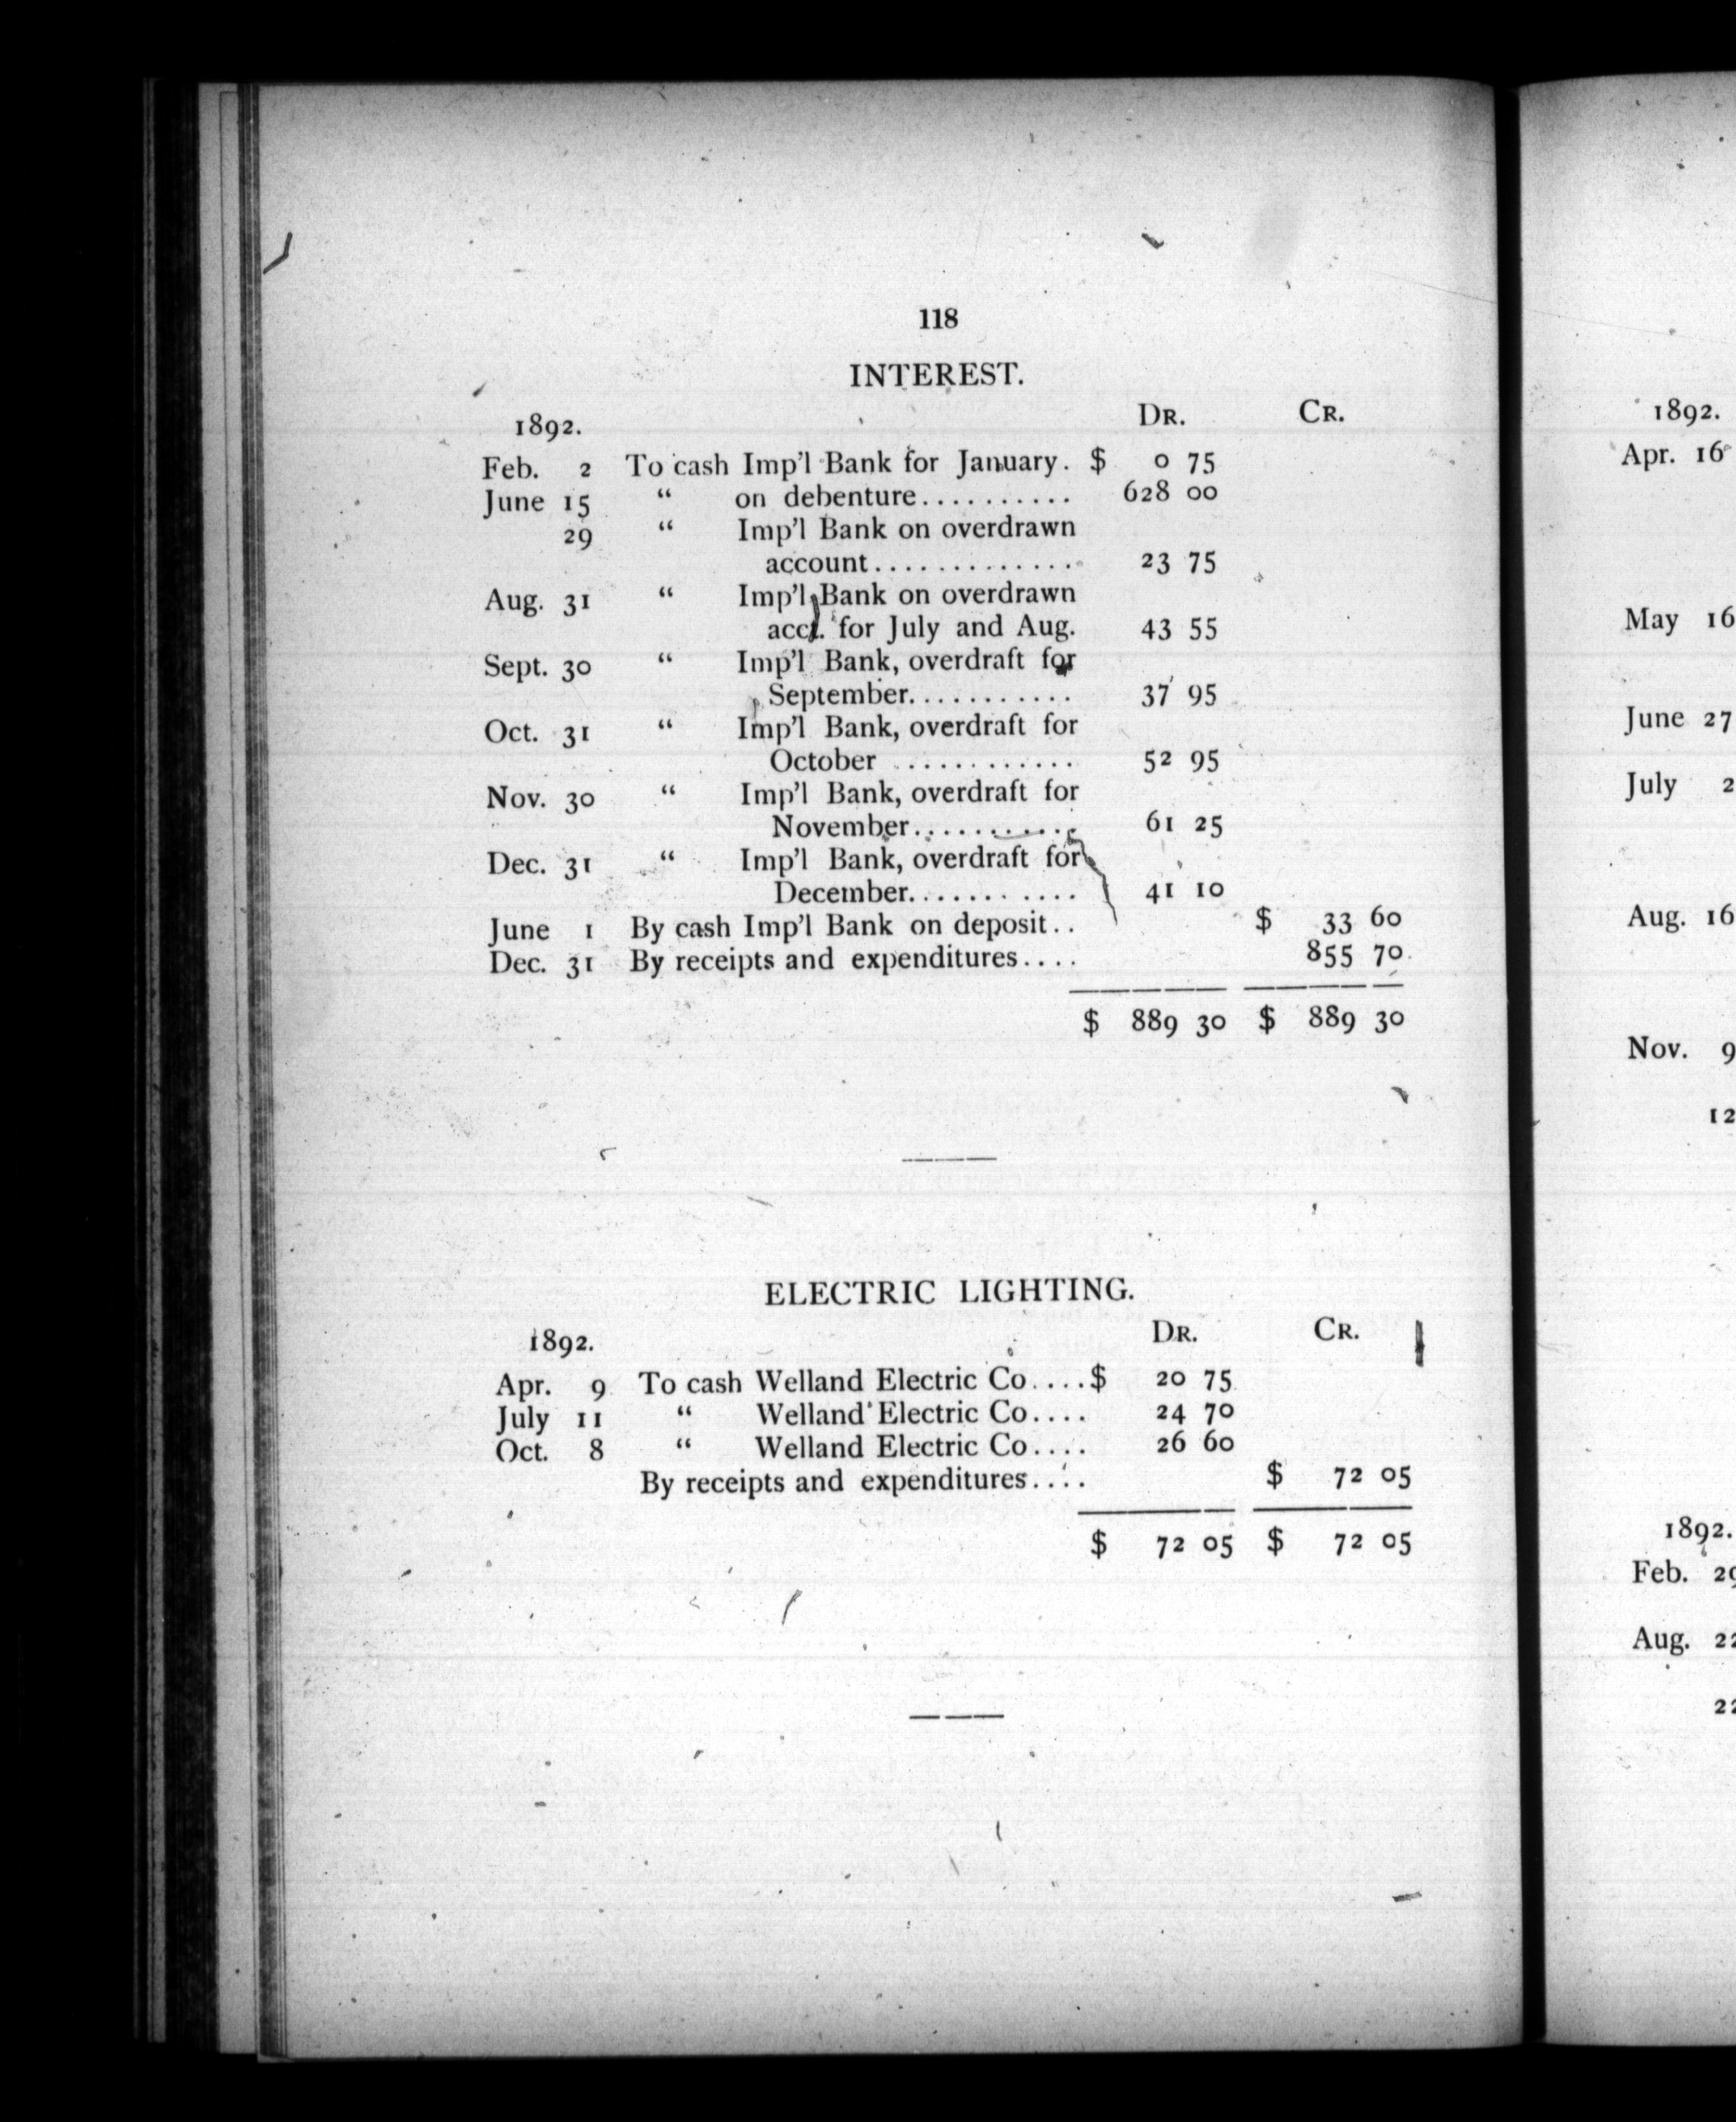 118
INTEREST.
1892. DR. CR.
Feb. 2 To cash Imp'l Bank for January. $ 0 75
June 15 “ on debenture.......... 628 00
29 “ Imp'l Bank on overdrawn
account............. 23 75
Aug. 31 “ Imp'l Bank on overdrawn
acct. for July and Aug. 43 55
Sept. 30 “ Imp'l Bank, overdraft for
September........... 37 95
Oct. 31 “ Imp'l Bank, overdraft for
October ............ 52 95
Nov. 30 “ Imp'l Bank, overdraft for
November........... 61 25
Dec. 31 “ Imp'l Bank, overdraft for
December........... 41 10
June 1 By cash Imp'l Bank on deposit.. $ 33 60
Dec. 31 By receipts and expenditures.... 855 70
$ 889 30 $ 889 30
ELECTRIC LIGHTING.
1892. DR. CR.
Apr. 9 To cash Welland Electric Co....$ 20 75
July 11 “ Welland Electric Co.... 24 70
Oct. 8 “ Welland Electric Co.... 26 60
By receipts and expenditures.... $ 72 05
$ 72 05 $ 72 05
1892.
Apr. 16
May 16
June 27
July 2
Aug. 16
Nov. 9
12
1892.
Feb.
Aug.